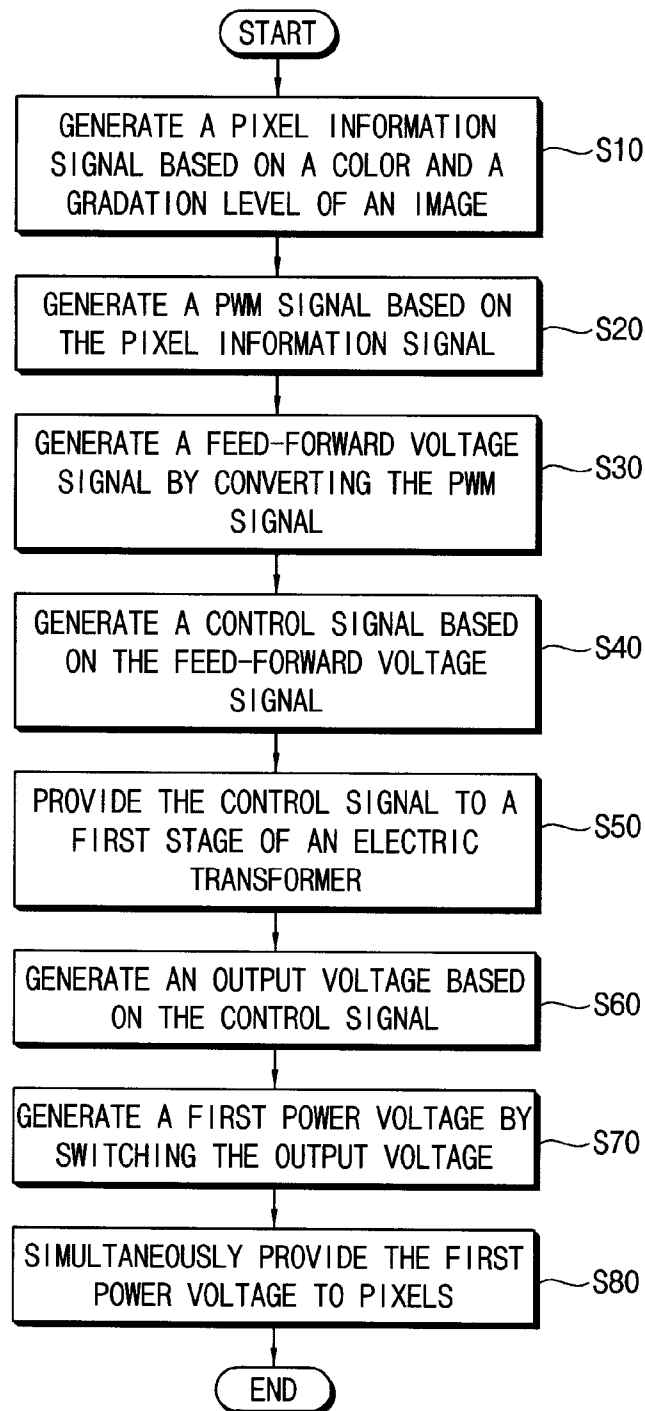 START
GENERATE A PIXEL INFORMATION
SIGNAL BASED ON A COLOR AND A
GRADATION LEVEL OF AN IMAGE
S10
GENERATE A PWM SIGNAL BASED ON
THE PIXEL INFORMATION SIGNAL
S20
GENERATE A FEED-FORWARD VOLTAGE
SIGNAL BY CONVERTING THE PWM
SIGNAL
S30
GENERATE A CONTROL SIGNAL BASED
ON THE FEED-FORWARD VOLTAGE
SIGNAL
S40
PROVIDE THE CONTROL SIGNAL TO A
FIRST STAGE OF AN ELECTRIC
TRANSFORMER
S50
GENERATE AN OUTPUT VOLTAGE BASED
ON THE CONTROL SIGNAL
S60
GENERATE A FIRST POWER VOLTAGE BY
SWITCHING THE OUTPUT VOLTAGE
S70
SIMULTANEOUSLY PROVIDE THE FIRST
POWER VOLTAGE TO PIXELS
S80
END